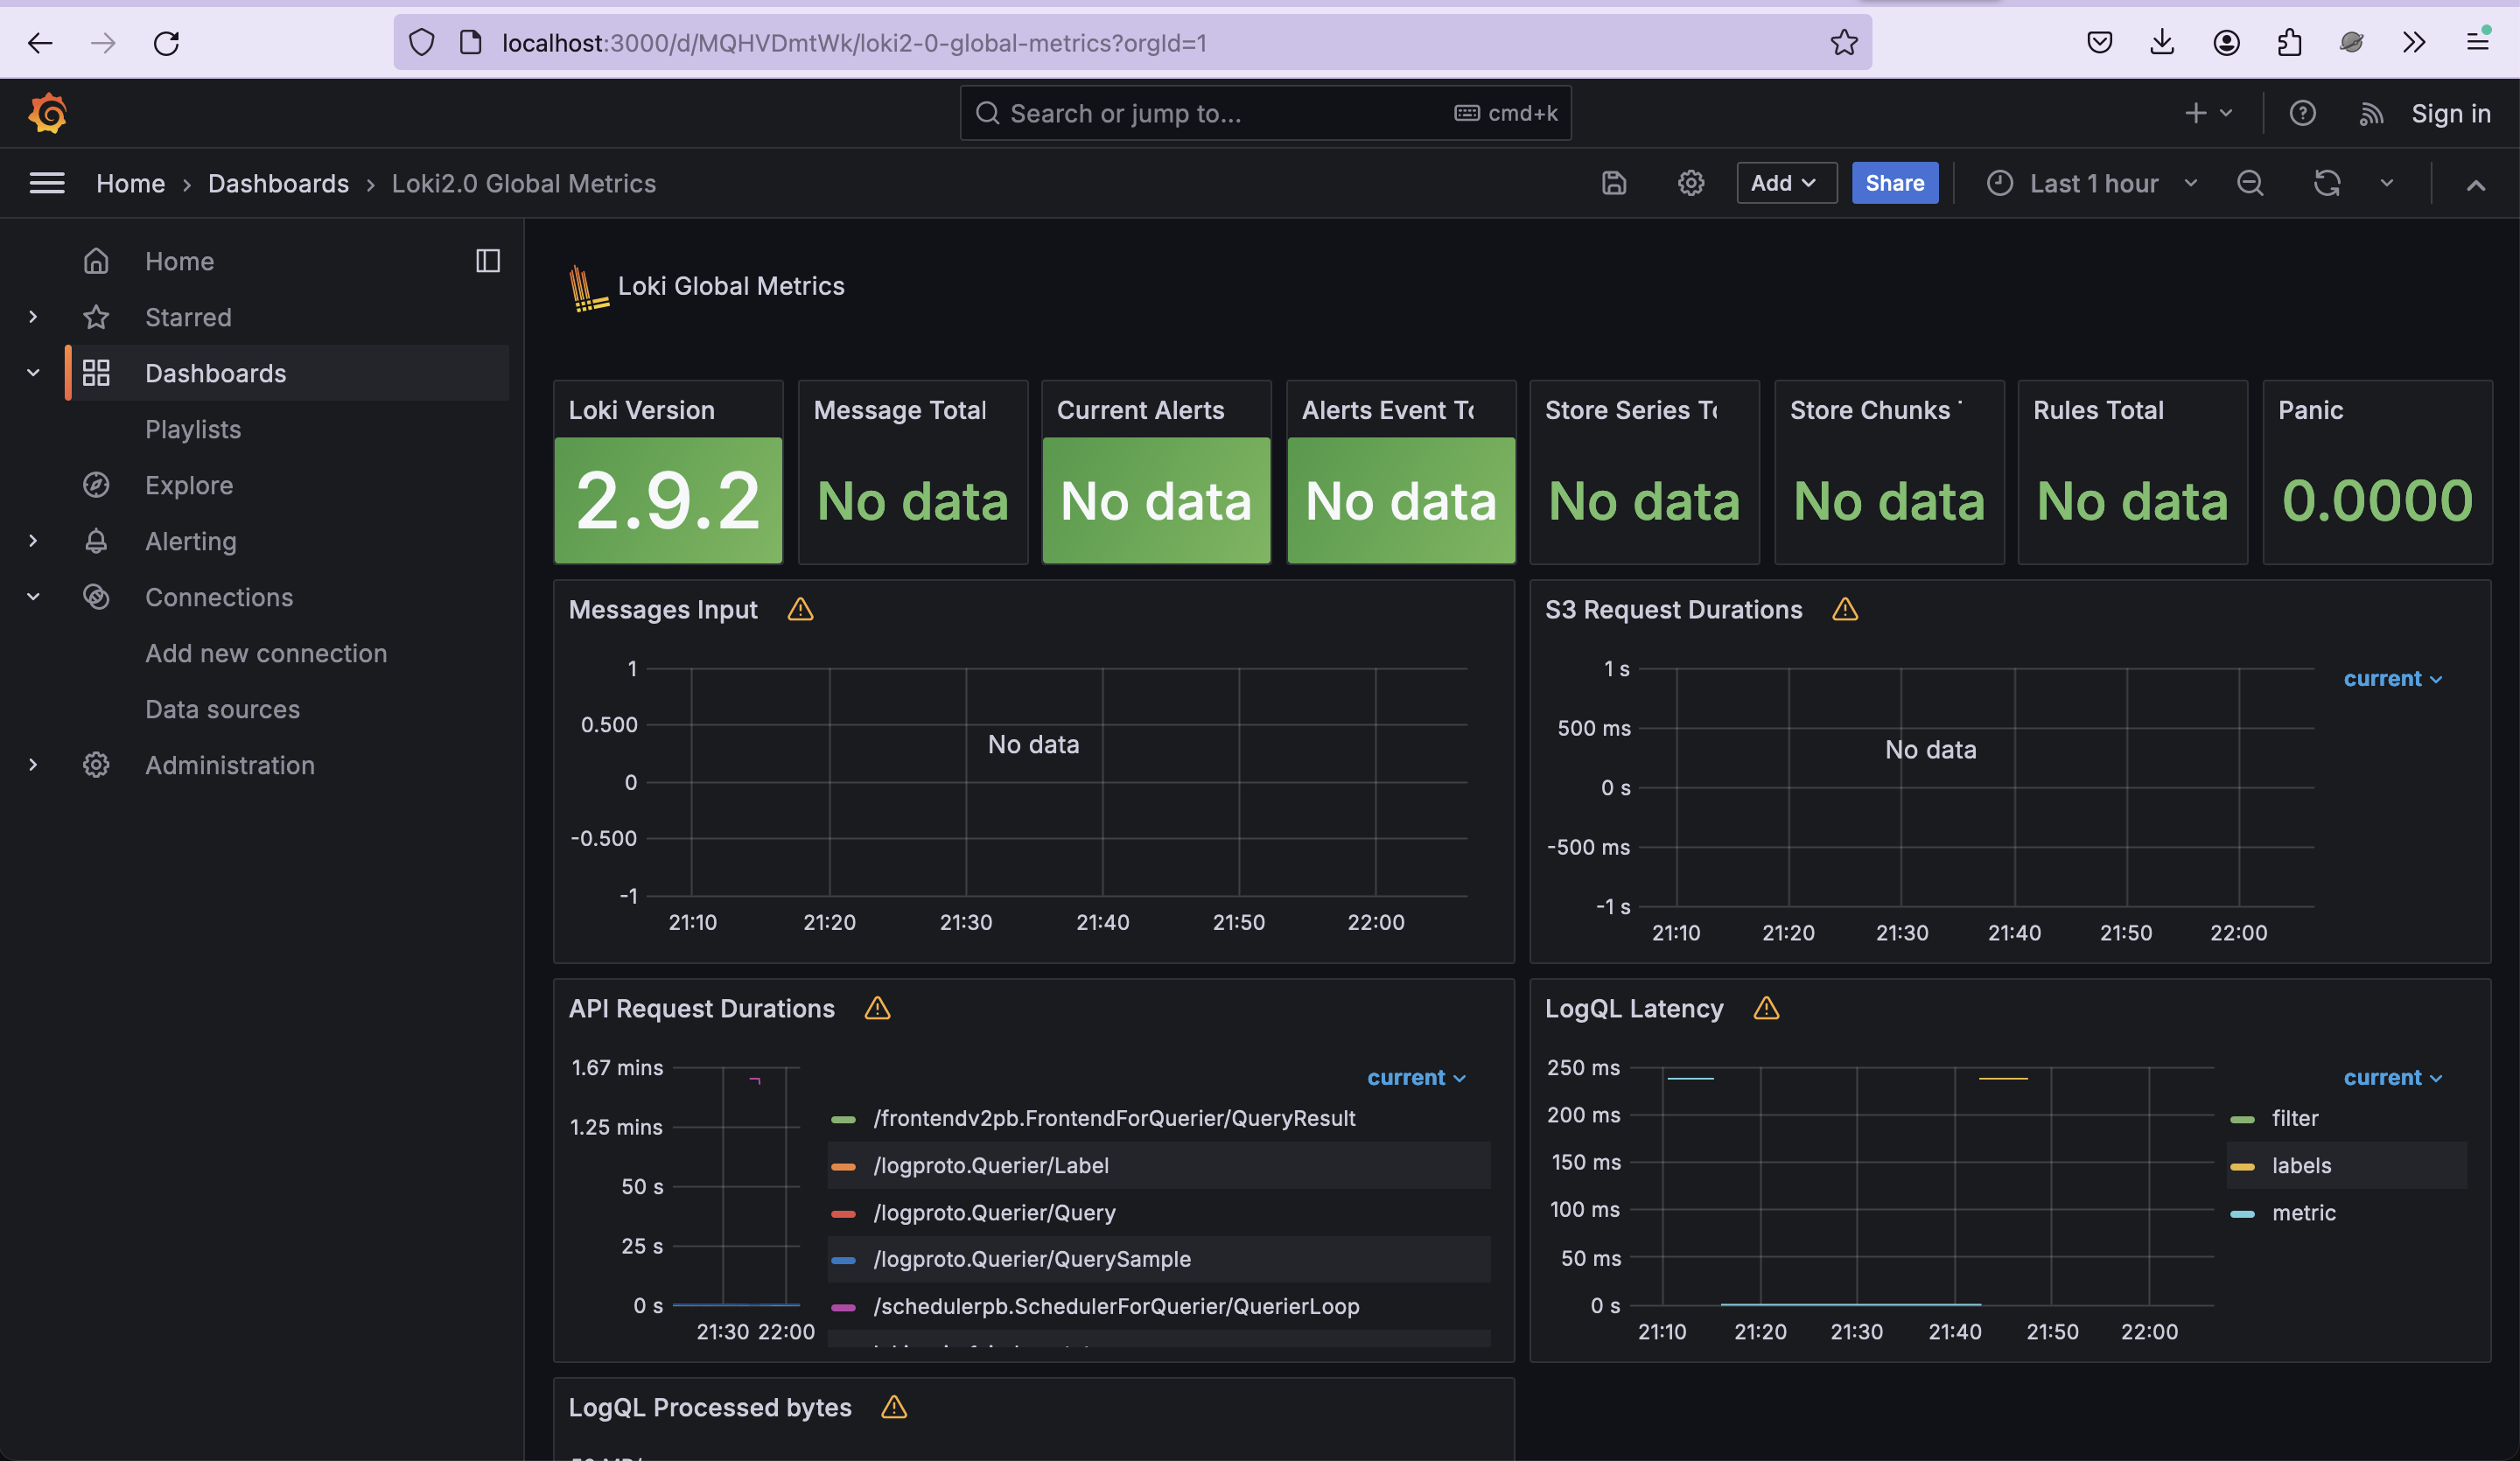 localhost:3000/d/MQHVDmtWk/loki2-0-global-metrics?orgId=1
Search or jump to... cmd+k
Sign in
Home › Dashboards › Loki2.0 Global Metrics
Add
Share
Last 1 hour
Home
Starred
Dashboards
Playlists
Explore
Alerting
Connections
Add new connection
Data sources
Administration
Loki Global Metrics
Loki Version
2.9.2
Message Total
No data
Current Alerts
No data
Alerts Event
No data
Store Series
No data
Store Chunks
No data
Rules Total
No data
Panic
0.0000
Messages Input
1
0.500
0
-0.500
-1
No data
21:10 21:20 21:30 21:40 21:50 22:00
S3 Request Durations
1 s
500 ms
0 s
-500 ms
-1 s
No data
current
21:10 21:20 21:30 21:40 21:50 22:00
API Request Durations
1.67 mins
1.25 mins
50 s
25 s
0 s
21:30 22:00
current
/frontendv2pb.FrontendForQuerier/QueryResult
/logproto.Querier/Label
/logproto.Querier/Query
/logproto.Querier/QuerySample
/schedulerpb.SchedulerForQuerier/QuerierLoop
LogQL Latency
250 ms
200 ms
150 ms
100 ms
50 ms
0 s
21:10 21:20 21:30 21:40 21:50 22:00
current
filter
labels
metric
LogQL Processed bytes